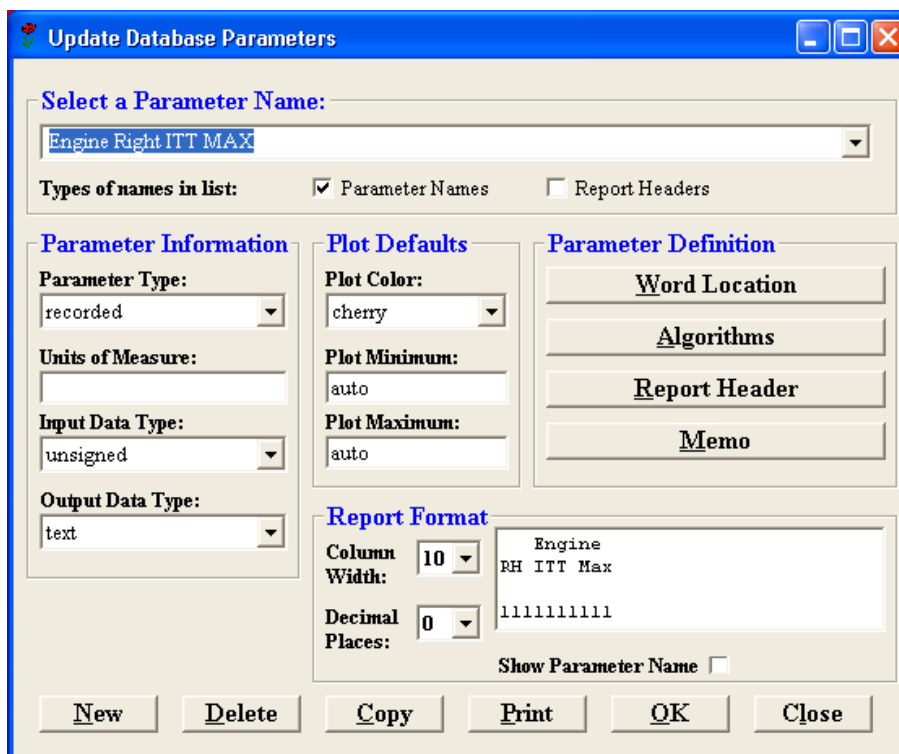 Update Database Parameters
Select a Parameter Name:
Engine Right ITT MAX
Types of names in list:
Parameter Names
Report Headers
Parameter Information
Parameter Type:
recorded
Units of Measure:
Input Data Type:
unsigned
Output Data Type:
text
Plot Defaults
Plot Color:
cherry
Plot Minimum:
auto
Plot Maximum:
auto
Parameter Definition
Word Location
Algorithms
Report Header
Memo
Report Format
Column
Width:
10
Decimal
Places:
0
Engine
RH ITT Max
llllllllll
Show Parameter Name
New
Delete
Copy
Print
OK
Close